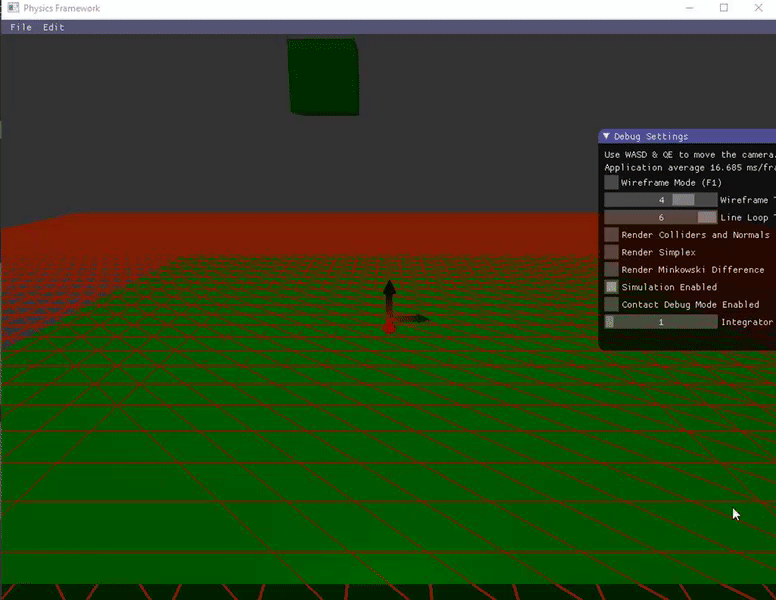 Physics Framework
File Edit
Debug Settings
Use WASD & QE to move the camera.
Application average 16.685 ms/fra
Wireframe Mode (F1)
4 Wireframe
6 Line Loop
Render Colliders and Normals
Render Simplex
Render Minkowski Difference
Simulation Enabled
Contact Debug Mode Enabled
1 Integrator